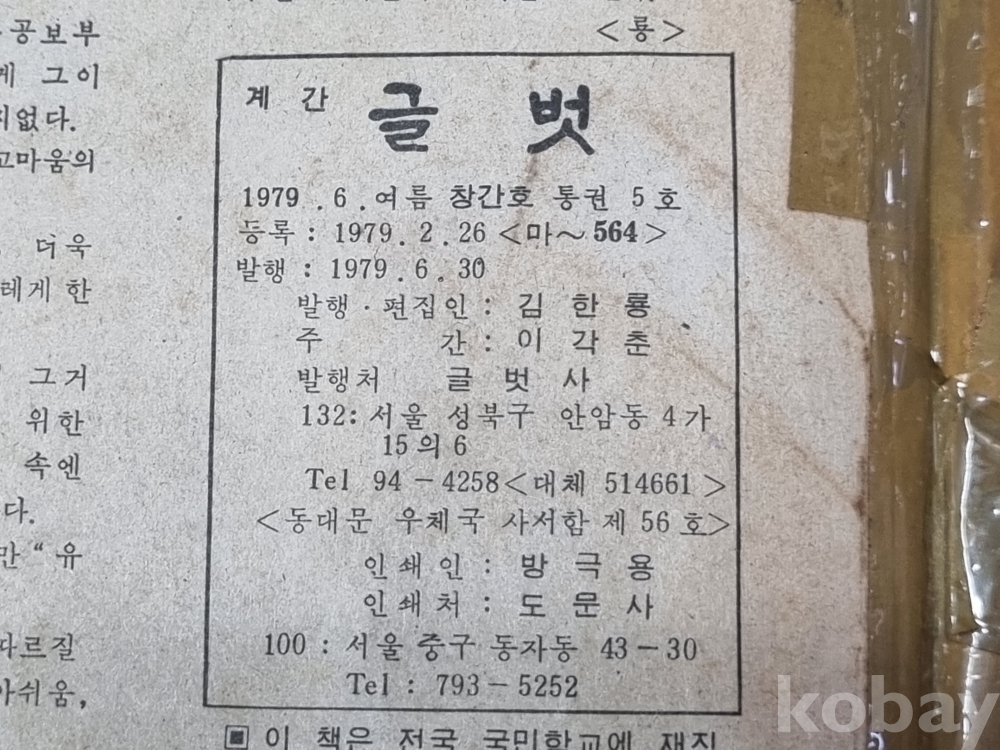 공보부
게 그이
지없다.
고마움의
더욱
레게 한
그거
위한
속엔
다.
만 “유
따르질
아쉬움,
<룡>
계 간 글 벗
1979 . 6 . 여름 창간호 통권 5 호
등록 : 1979 . 2 . 26 <마～564>
발행 : 1979 . 6 . 30
발행 · 편집인 : 김 한 룡
주 간 : 이 각 춘
발행처 글 벗 사
132: 서울 성북구 안암동 4가
15의 6
Tel 94 - 4258 <대체 514661 >
<동대문 우체국 사서함 제 56 호>
인쇄인 : 방 극 용
인쇄처 : 도 문 사
100 : 서울 중구 동자동 43 - 30
Tel : 793 - 5252
▣ 이 책은 전국 국민학교에 재직
kobay